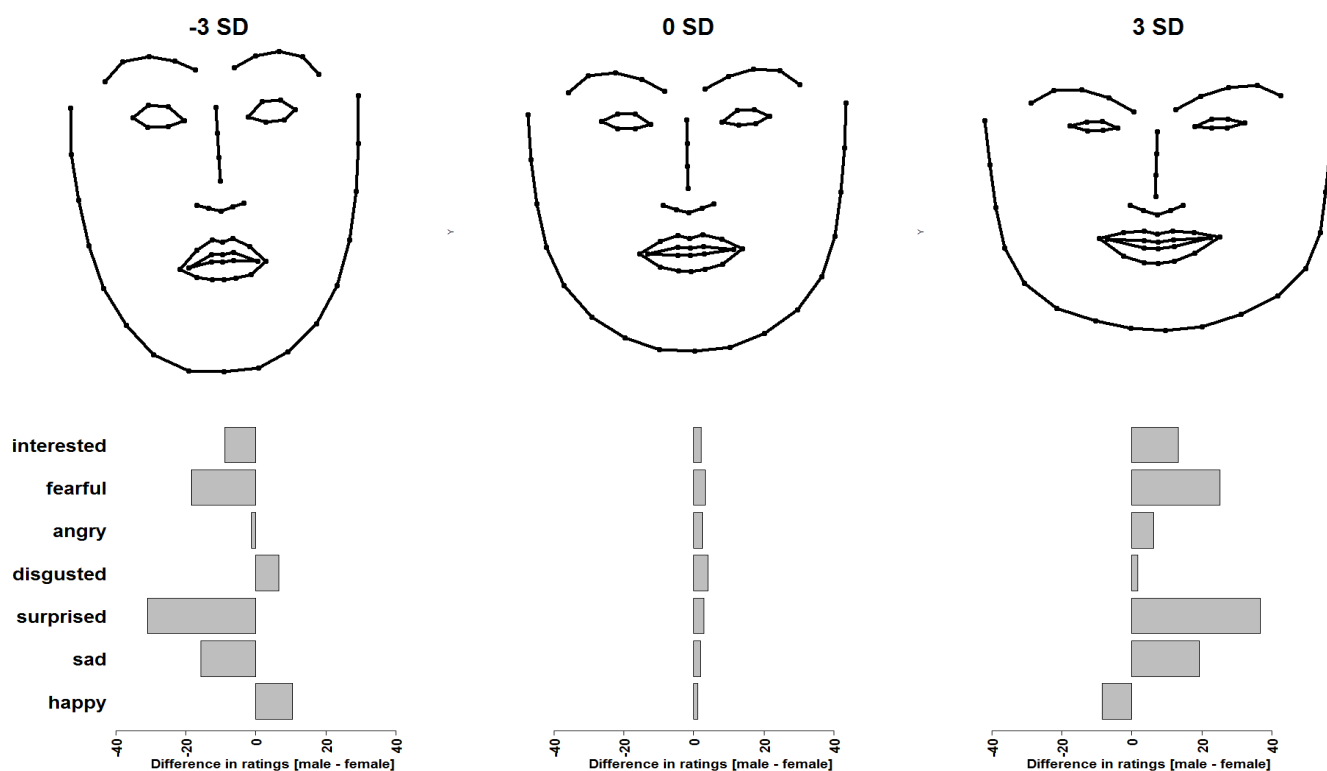 -3 SD
0 SD
3 SD
Y
Y
interested
fearful
angry
disgusted
surprised
sad
happy
-40
-20
0
20
40
Difference in ratings [male - female]
-40
-20
0
20
40
Difference in ratings [male - female]
-40
-20
0
20
40
Difference in ratings [male - female]